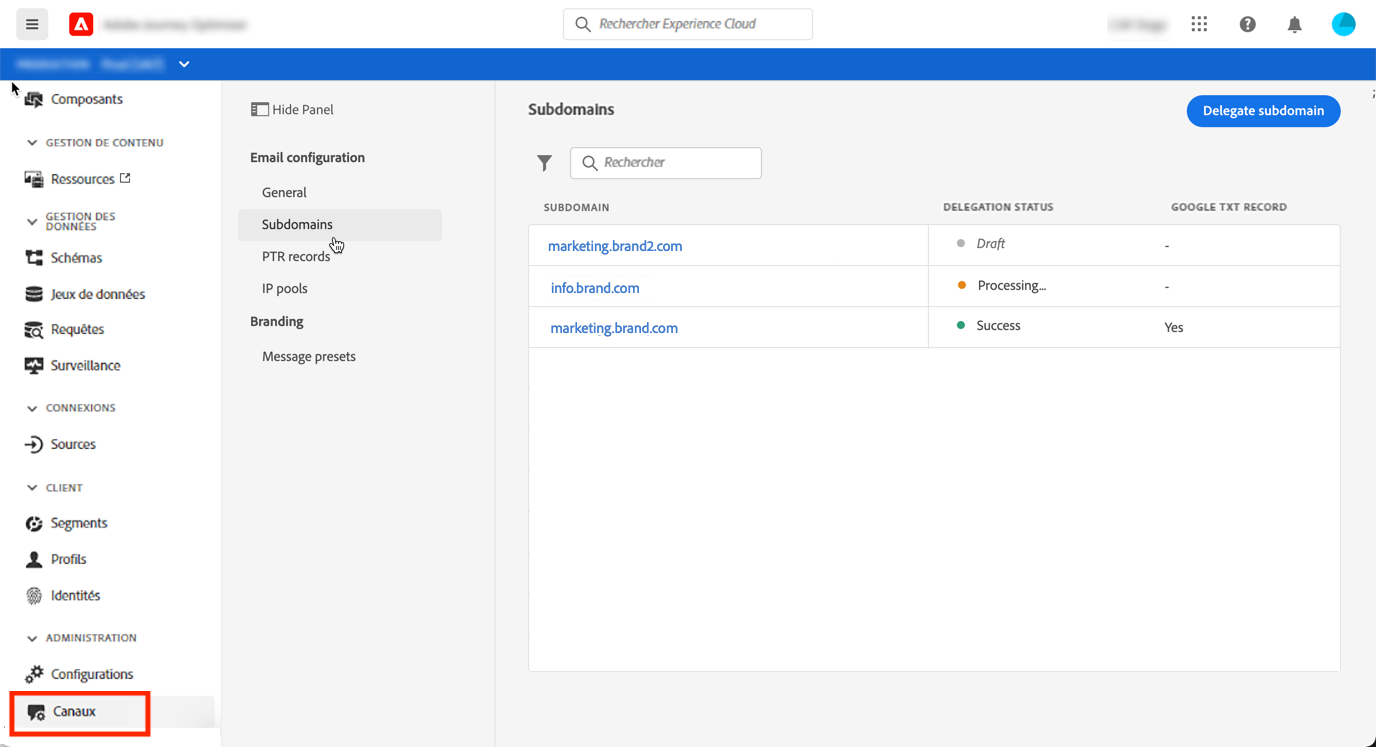 Rechercher Experience Cloud
Composants
GESTION DE CONTENU
Ressources
GESTION DES
DONNÉES
Schémas
Jeux de données
Requêtes
Surveillance
CONNEXIONS
Sources
CLIENT
Segments
Profils
Identités
ADMINISTRATION
Configurations
Canaux
Hide Panel
Email configuration
General
Subdomains
PTR records
IP pools
Branding
Message presets
Subdomains
Delegate subdomain
Rechercher
SUBDOMAIN DELEGATION STATUS GOOGLE TXT RECORD
marketing.brand2.com Draft -
info.brand.com Processing... -
marketing.brand.com Success Yes